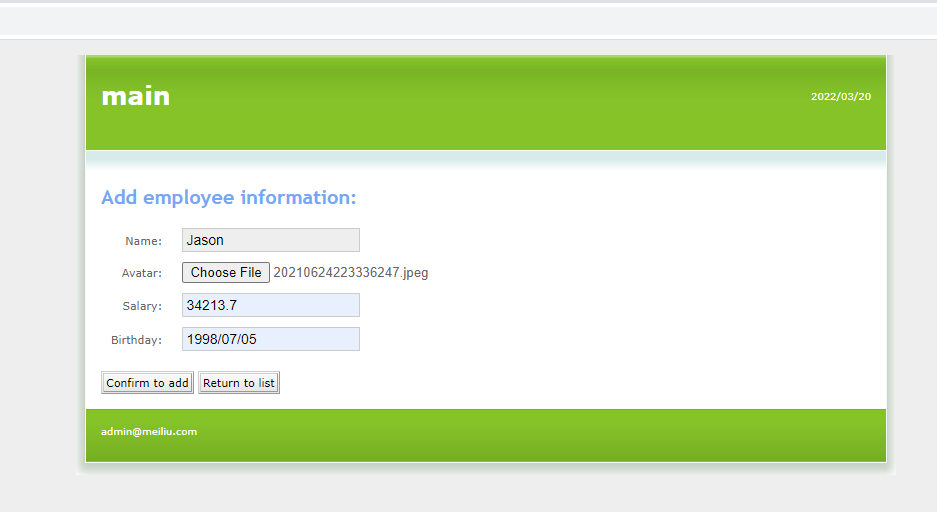 main
2022/03/20
Add employee information:
Name: Jason
Avatar: Choose File 20210624223336247.jpeg
Salary: 34213.7
Birthday: 1998/07/05
Confirm to add Return to list
admin@meiliu.com